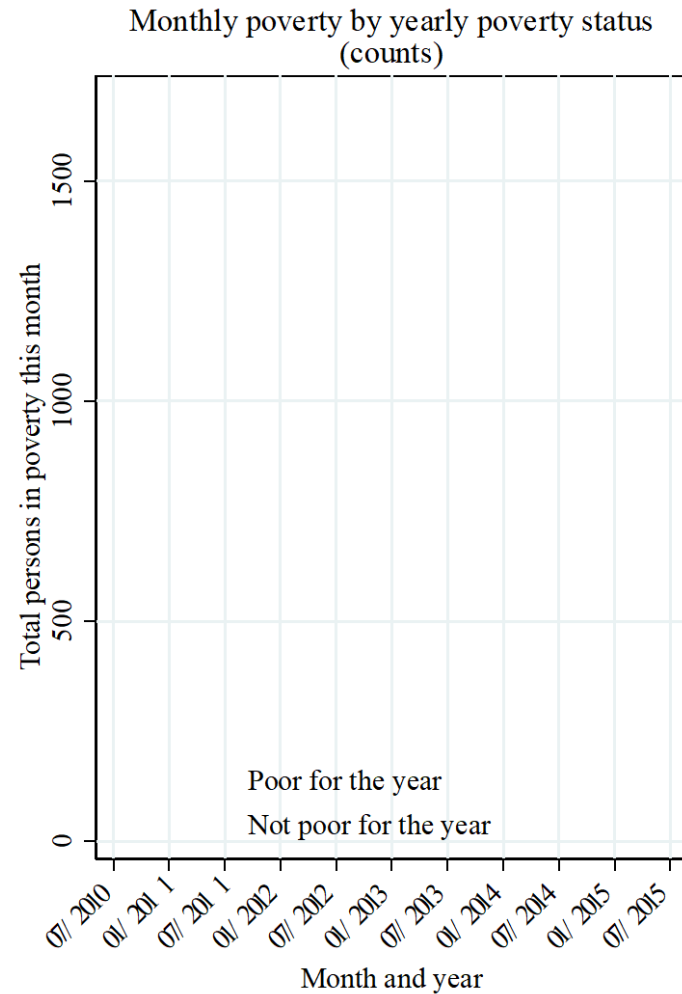 Monthly poverty by yearly poverty status
(counts)
Total persons in poverty this month
1500
1000
500
0
Poor for the year
Not poor for the year
07/ 2010
01/ 201 1
07/ 201 1
01/ 2012
07/ 2012
01/ 2013
07/ 2013
01/ 2014
07/ 2014
01/ 2015
07/ 2015
Month and year